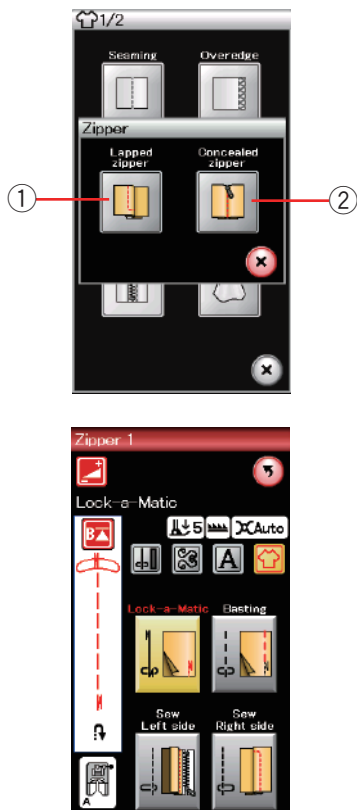 1/2
Seaming Overedge
Zipper
Lapped zipper
Concealed zipper
① ②
Zipper 1
Lock-a-Matic
B 5 Auto
A
Lock-a-Matic Basting
Sew Left side
Sew Right side
A